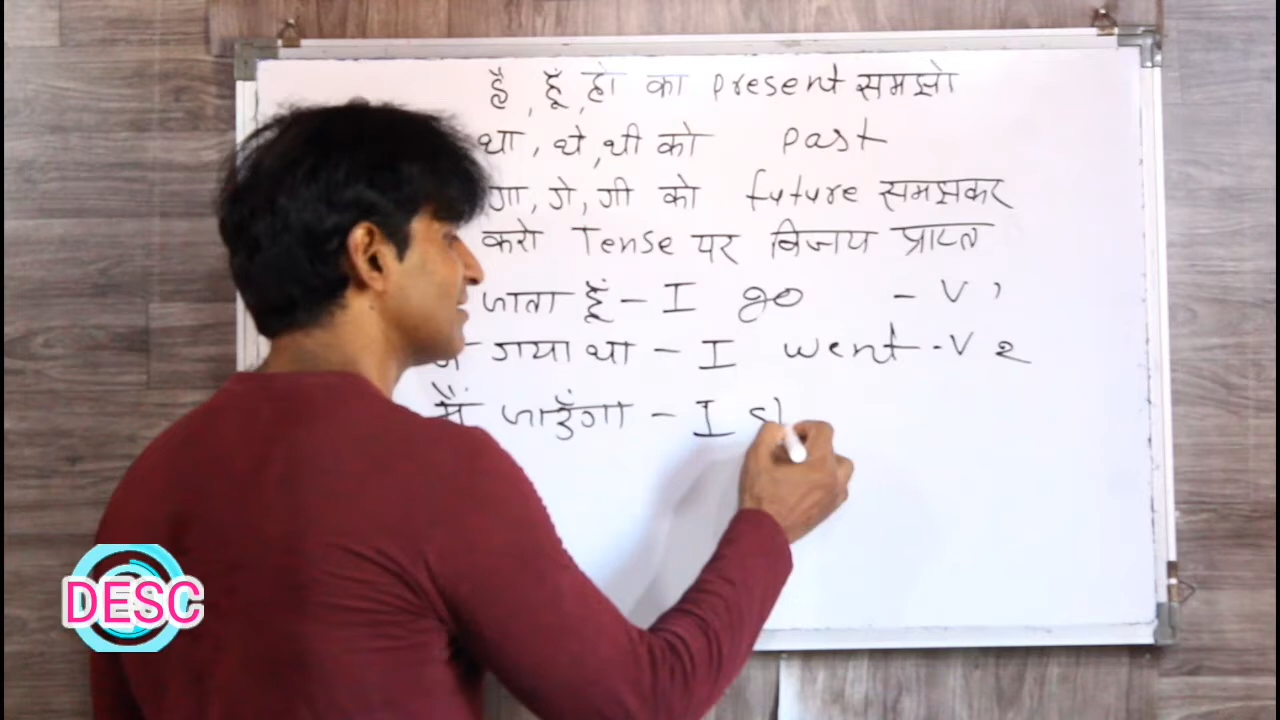 है, हूँ, हो का present समझो
था, थे, थी को past
गा, गे, गी को future समझकर
करो Tense पर विजय प्राप्त
जाता हूँ - I go - V1
गया था - I went - V2
मैं जाउँगा - I
DESC